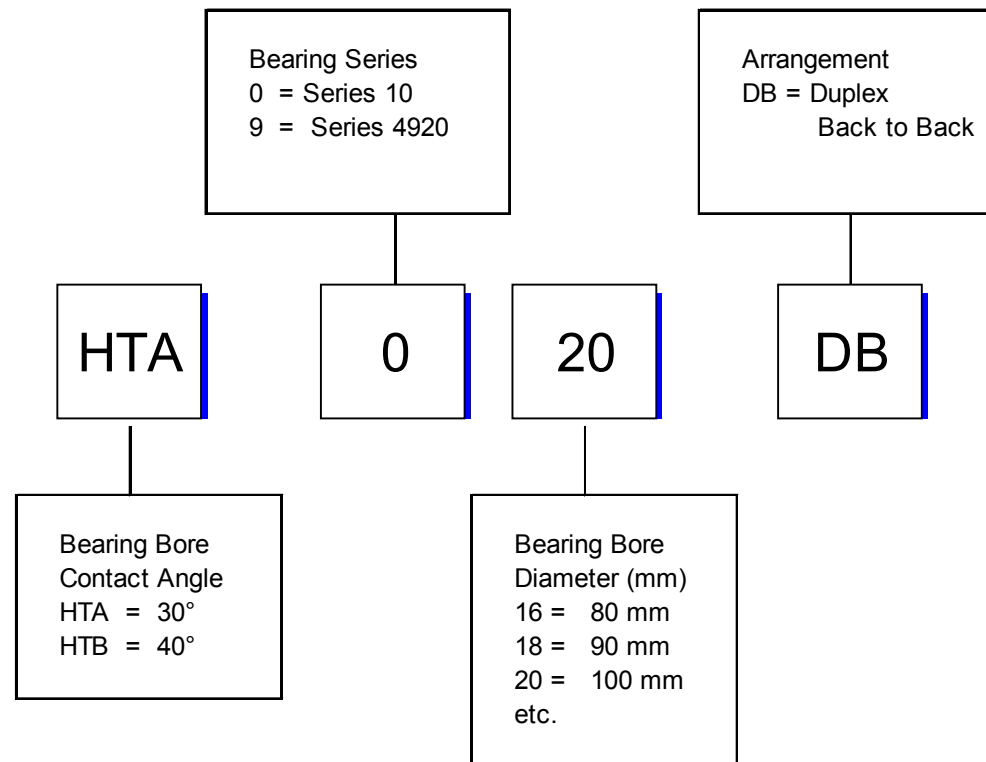 Bearing Series
0 = Series 10
9 = Series 4920
Arrangement
DB = Duplex
Back to Back
HTA
0
20
DB
Bearing Bore
Contact Angle
HTA = 30°
HTB = 40°
Bearing Bore
Diameter (mm)
16 = 80 mm
18 = 90 mm
20 = 100 mm
etc.